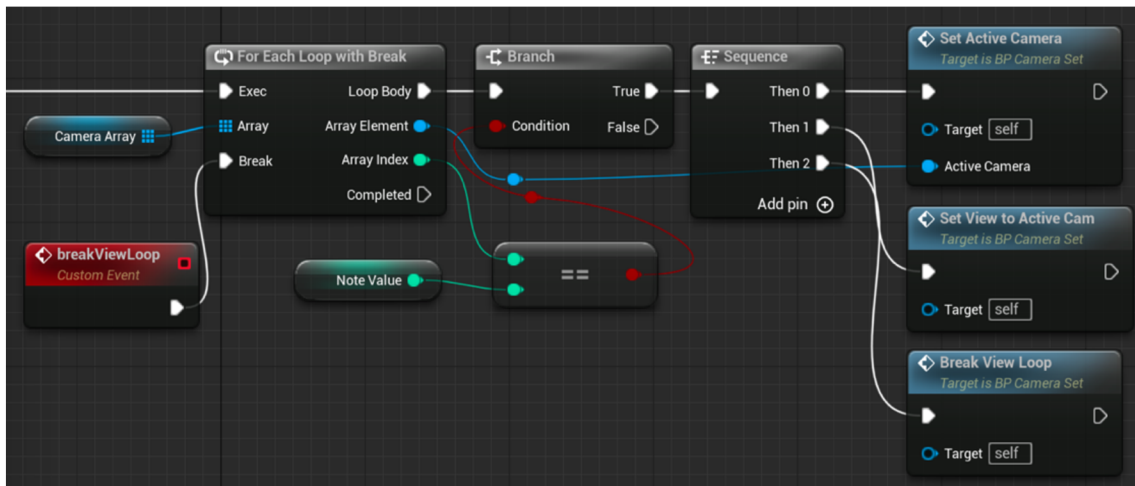 For Each Loop with Break
Exec
Loop Body
Array
Array Element
Break
Array Index
Completed
Camera Array
breakViewLoop
Custom Event
Note Value
==
Branch
True
Condition
False
Sequence
Then 0
Then 1
Then 2
Add pin
Set Active Camera
Target is BP Camera Set
Target self
Active Camera
Set View to Active Cam
Target is BP Camera Set
Target self
Break View Loop
Target is BP Camera Set
Target self